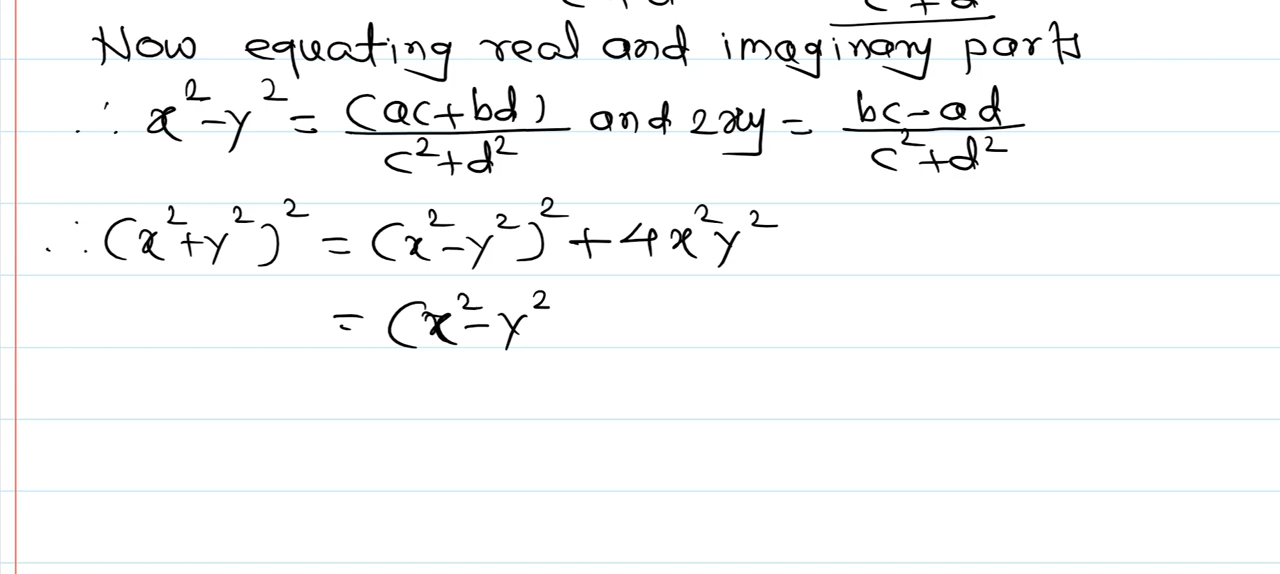 Now equating real and imaginary parts
∴ x² - y² = (ac+bd) / c²+d² and 2xy = bc-ad / c²+d²
∴ (x²+y²)² = (x²-y²)² + 4x²y²
= (x²-y²